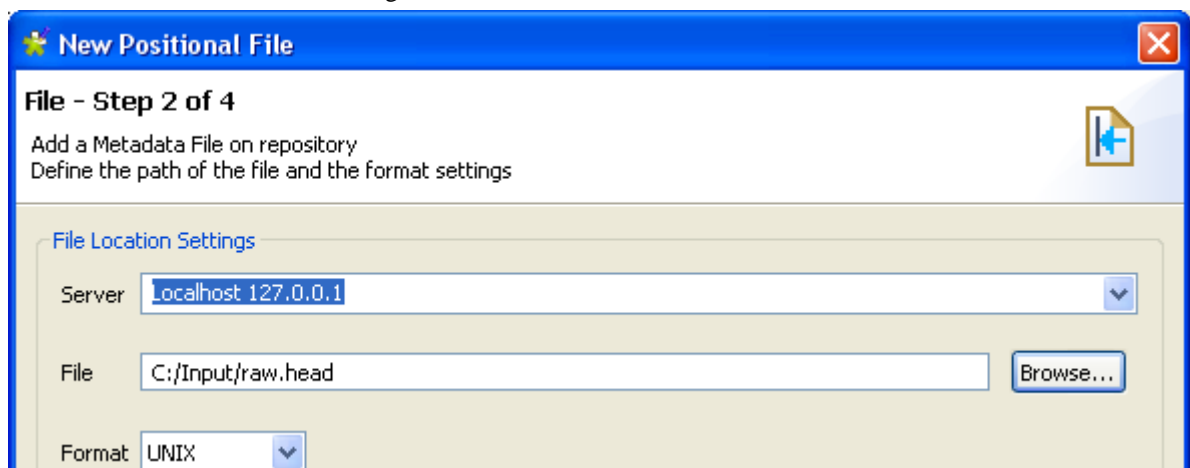 New Positional File
File - Step 2 of 4
Add a Metadata File on repository
Define the path of the file and the format settings
File Location Settings
Server Localhost 127.0.0.1
File C:/Input/raw.head Browse...
Format UNIX